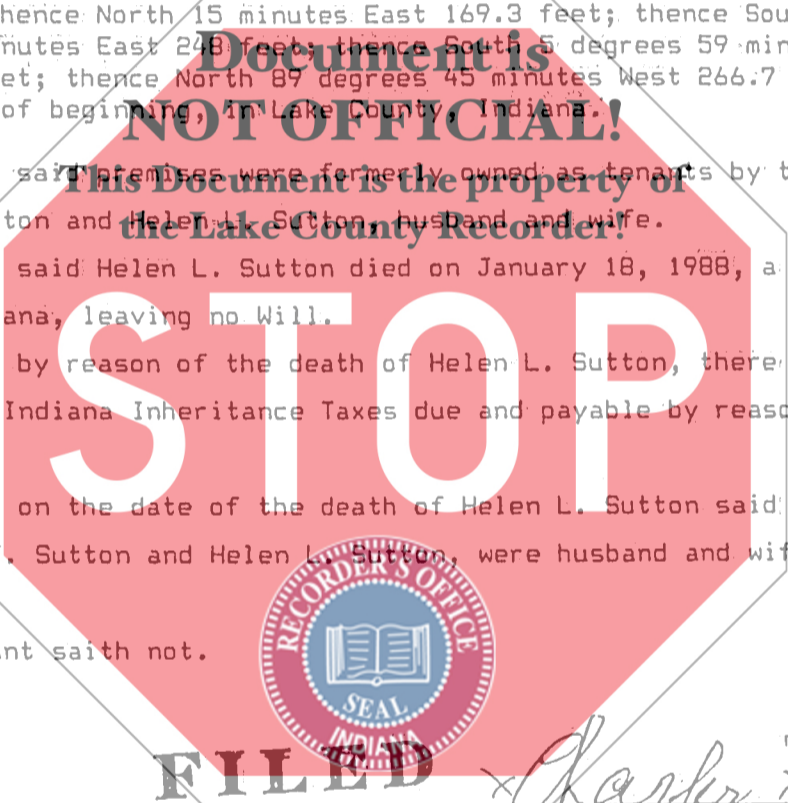 hence North 15 minutes East 169.3 feet; thence Sou
nutes East 248 feet; thence South 5 degrees 59 min
Document is
et; thence North 89 degrees 45 minutes West 266.7
of beginning, in Lake County, Indiana.
NOT OFFICIAL!
said premises were formerly owned as tenants by t
This Document is the property of
ton and Helen L. Sutton, husband and wife.
the Lake County Recorder!
said Helen L. Sutton died on January 18, 1988, a
ana, leaving no Will.
STOP
by reason of the death of Helen L. Sutton, there
Indiana Inheritance Taxes due and payable by reaso
on the date of the death of Helen L. Sutton said
. Sutton and Helen L. Sutton, were husband and wif
RECORDER'S OFFICE
nt saith not.
SEAL
INDIANA
FILED
x Charles